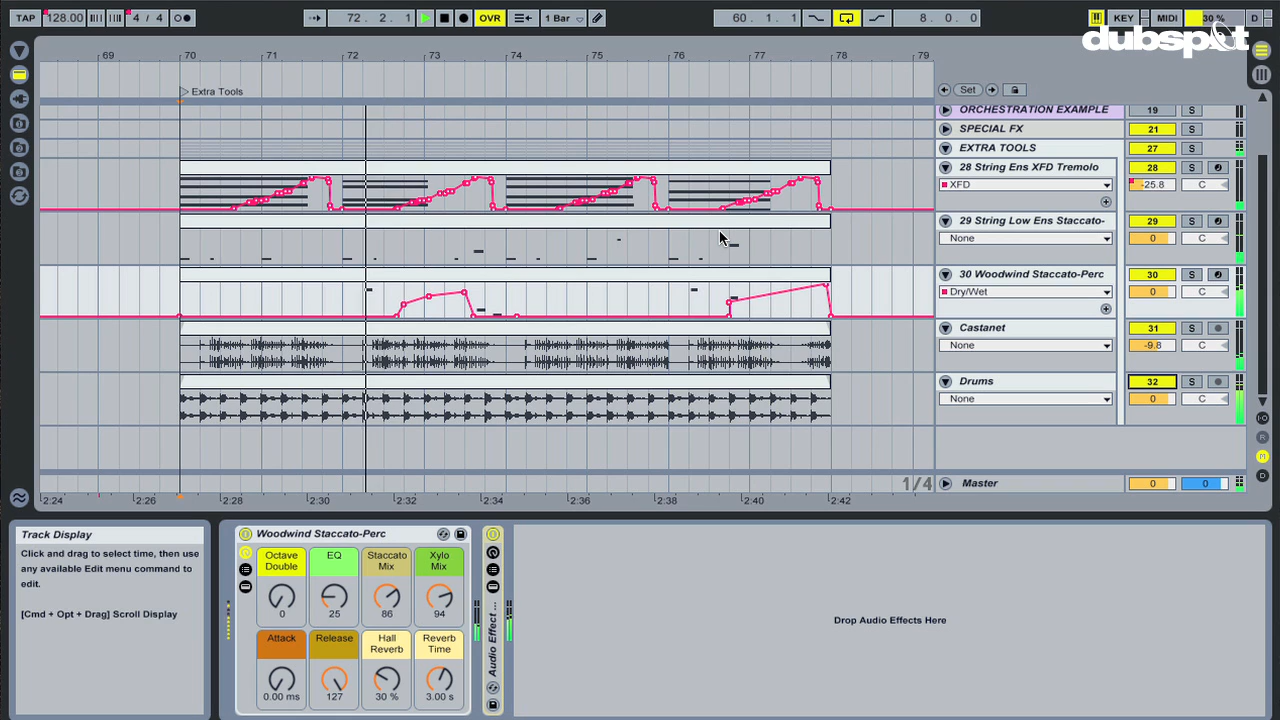 TAP 128.00 4 / 4 72. 2. 1 OVR 1 Bar 60. 1. 1 8. 0. 0 KEY MIDI 30 % D
dubspot
69 70 71 72 73 74 75 76 77 78 79
Extra Tools
Set
ORCHESTRATION EXAMPLE 19 S
SPECIAL FX 21 S
EXTRA TOOLS 27 S
28 String Ens XFD Tremolo 28 S
XFD -25.8 C
29 String Low Ens Staccato- 29 S
None 0 C
30 Woodwind Staccato-Perc 30 S
Dry/Wet 0 C
Castanet 31 S
None -9.8 C
Drums 32 S
None 0 C
1/4 Master 0 0
2:24 2:26 2:28 2:30 2:32 2:34 2:36 2:38 2:40 2:42
Track Display
Click and drag to select time, then use
any available Edit menu command to
edit.
[Cmd + Opt + Drag] Scroll Display
Woodwind Staccato-Perc
Octave Double EQ Staccato Mix Xylo Mix
0 25 86 94
Attack Release Hall Reverb Reverb Time
0.00 ms 127 30 % 3.00 s
Audio Effect ...
Drop Audio Effects Here